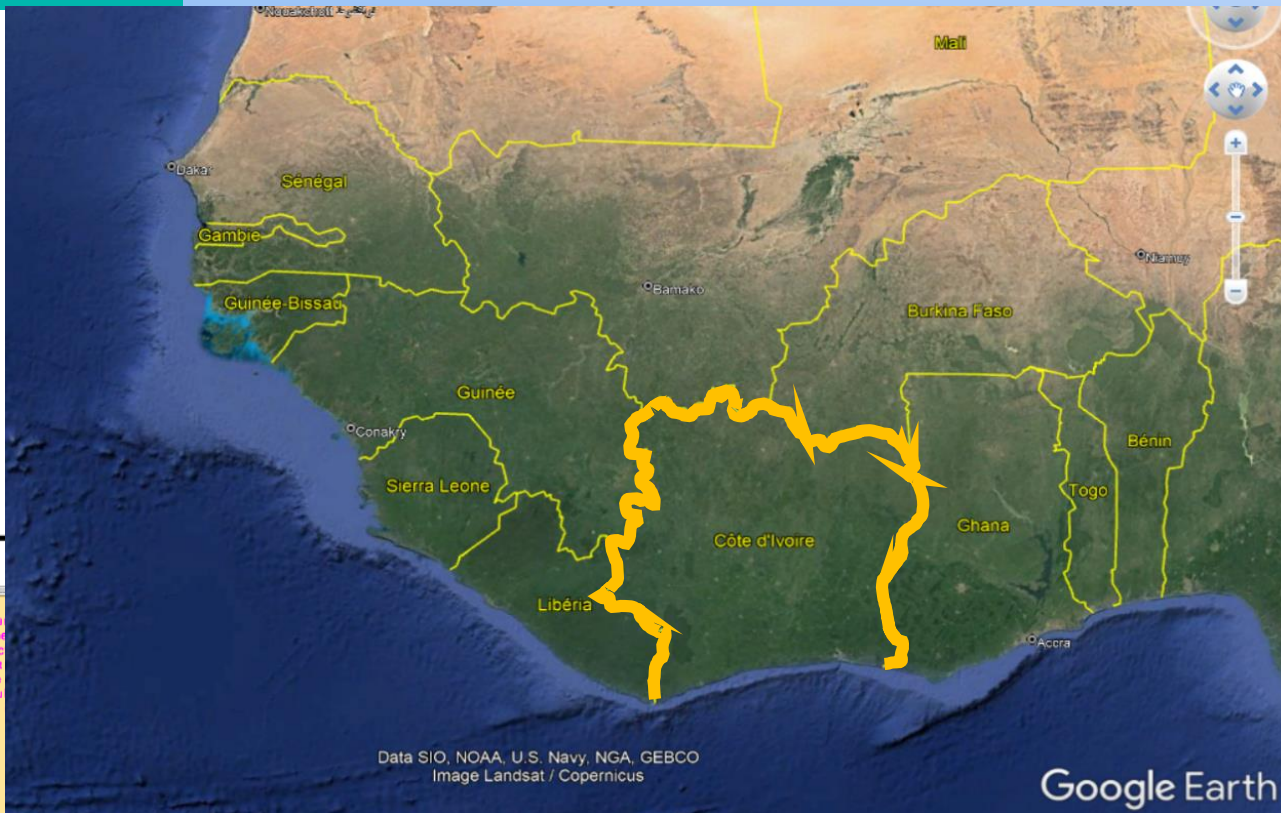 Nouakchott
Mali
Dakar
Sénégal
Gambie
Niamey
Bamako
Guinée-Bissau
Burkina Faso
Guinée
Conakry
Bénin
Sierra Leone
Togo
Ghana
Côte d'Ivoire
Libéria
Accra
Data SIO, NOAA, U.S. Navy, NGA, GEBCO
Image Landsat / Copernicus
Google Earth